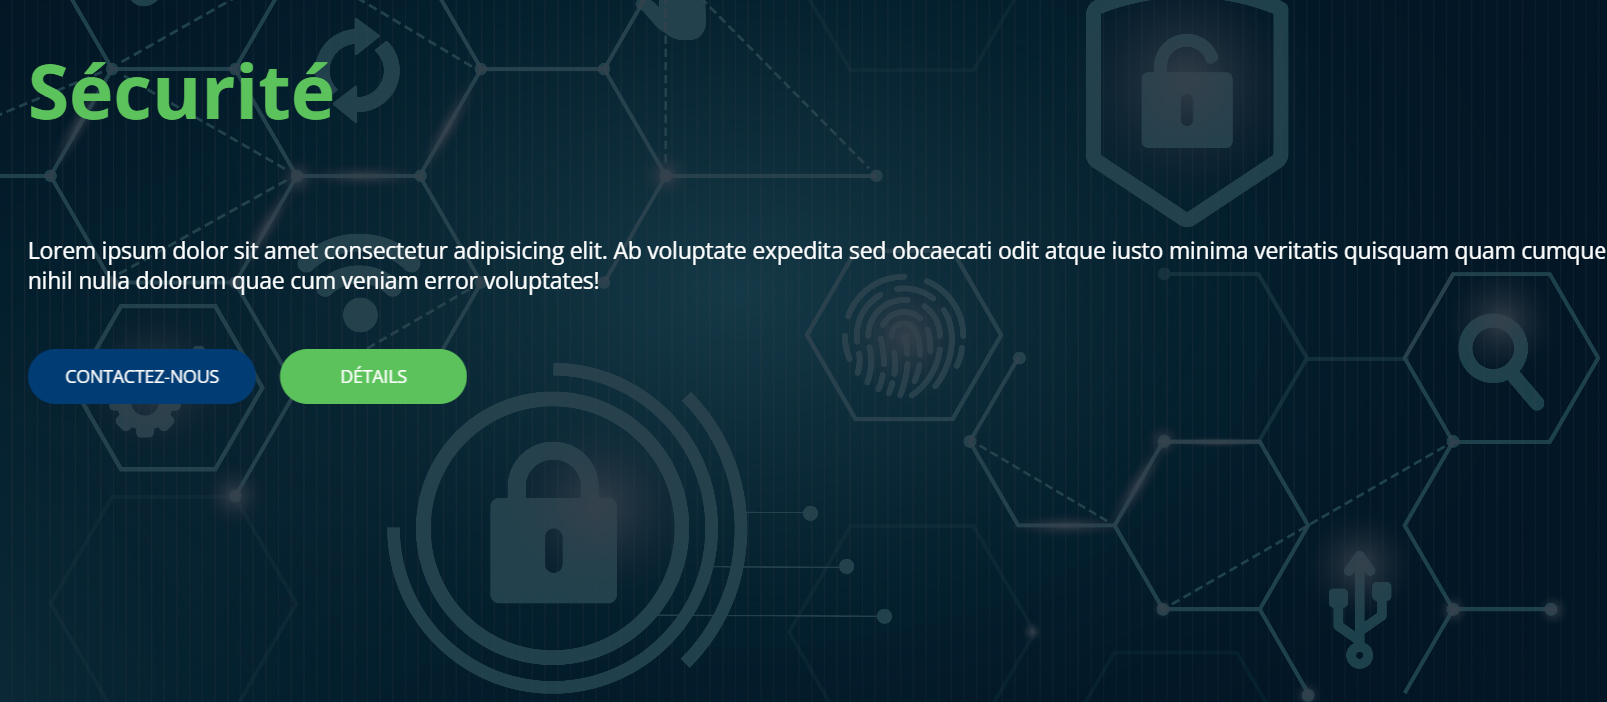 Sécurité
Lorem ipsum dolor sit amet consectetur adipisicing elit. Ab voluptate expedita sed obcaecati odit atque iusto minima veritatis quisquam quam cumque
nihil nulla dolorum quae cum veniam error voluptates!
CONTACTEZ-NOUS DÉTAILS